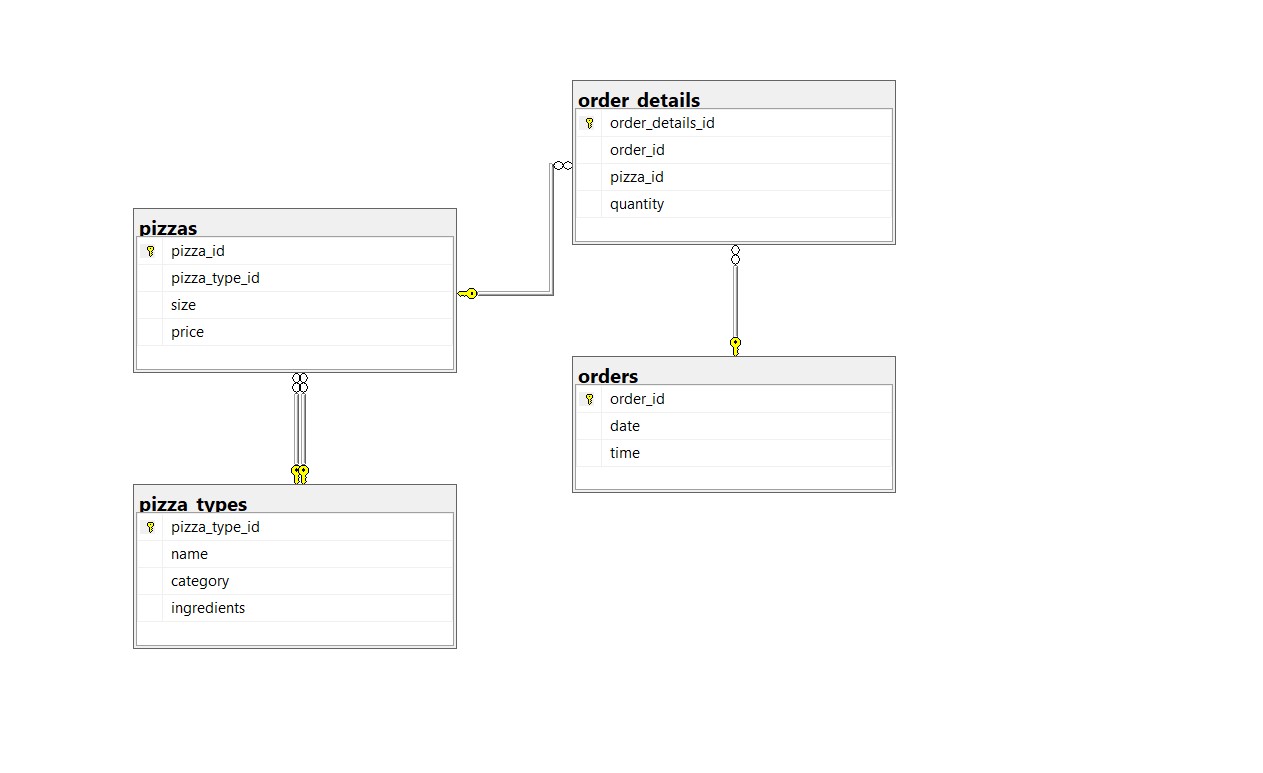 order_details
order_details_id
order_id
pizza_id
quantity
pizzas
pizza_id
pizza_type_id
size
price
orders
order_id
date
time
pizza_types
pizza_type_id
name
category
ingredients